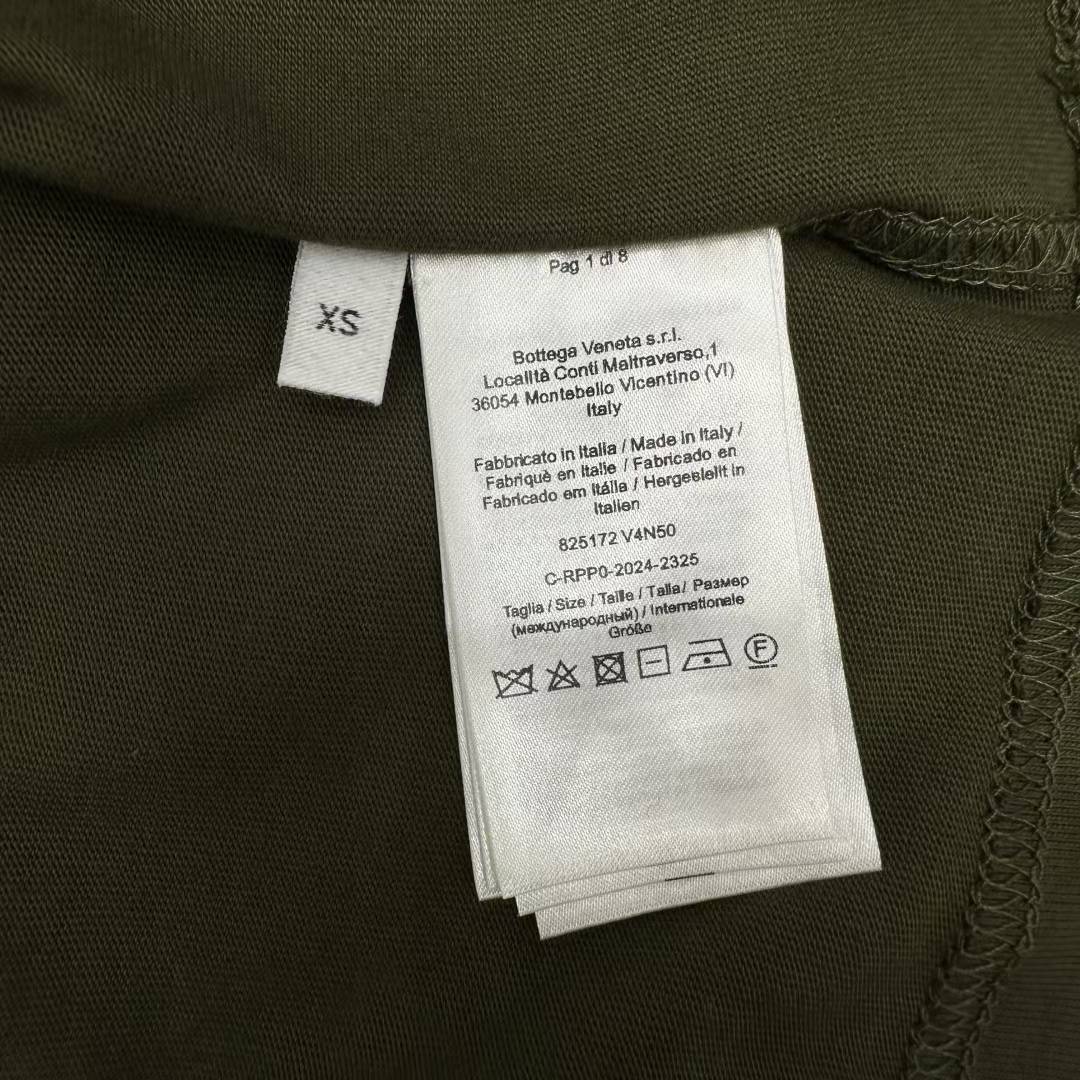 XS
Pag 1 di 8
Bottega Veneta s.r.l.
Località Conti Maltraverso,1
36054 Montebello Vicentino (VI)
Italy
Fabbricato in Italia / Made in Italy /
Fabriquè en Italie / Fabricado en
Fabricado em Itália / Hergestellt in
Italien
825172 V4N50
C-RPP0-2024-2325
Taglia / Size / Taille / Talla/ Размер
(международный) / Internationale
Größe
F